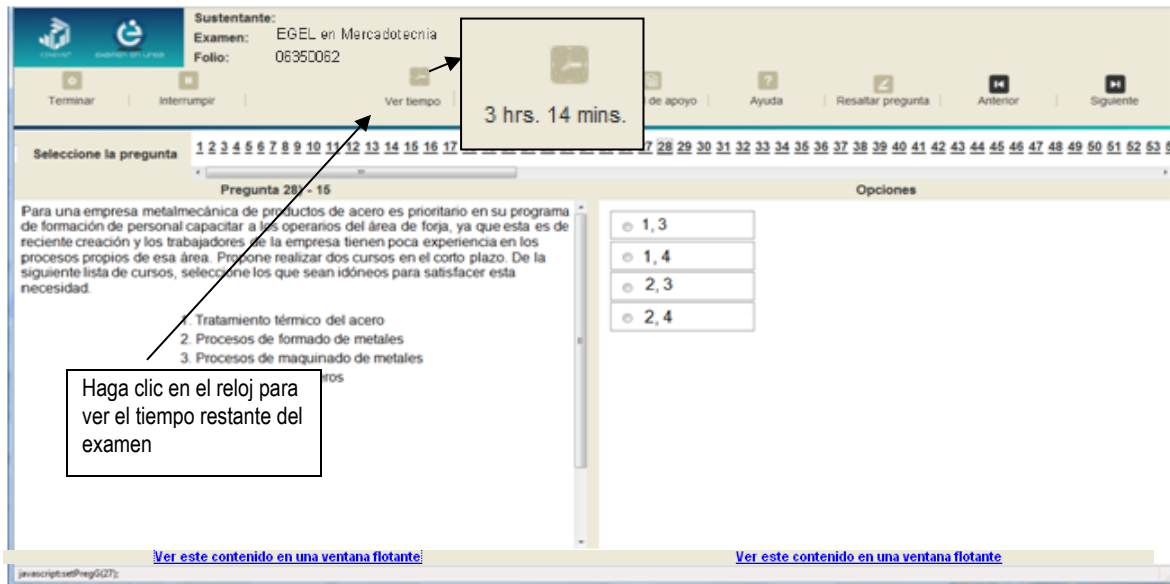 Sustentante:
Examen: EGEL en Mercadotecnia
Folio: 06350062
Terminar
Interrumpir
Ver tiempo
3 hrs. 14 mins.
de apoyo
Ayuda
Resaltar pregunta
Anterior
Siguiente
Seleccione la pregunta
1 2 3 4 5 6 7 8 9 10 11 12 13 14 15 16 17 28 29 30 31 32 33 34 35 36 37 38 39 40 41 42 43 44 45 46 47 48 49 50 51 52 53
Pregunta 28) - 15
Opciones
Para una empresa metalmecánica de productos de acero es prioritario en su programa
de formación de personal capacitar a los operarios del área de forja, ya que esta es de
reciente creación y los trabajadores de la empresa tienen poca experiencia en los
procesos propios de esa área. Propone realizar dos cursos en el corto plazo. De la
siguiente lista de cursos, seleccione los que sean idóneos para satisfacer esta
necesidad.
1. Tratamiento térmico del acero
2. Procesos de formado de metales
3. Procesos de maquinado de metales
eros
Haga clic en el reloj para
ver el tiempo restante del
examen
1, 3
1, 4
2, 3
2, 4
Ver este contenido en una ventana flotante
Ver este contenido en una ventana flotante
javascript:setPregG(27);